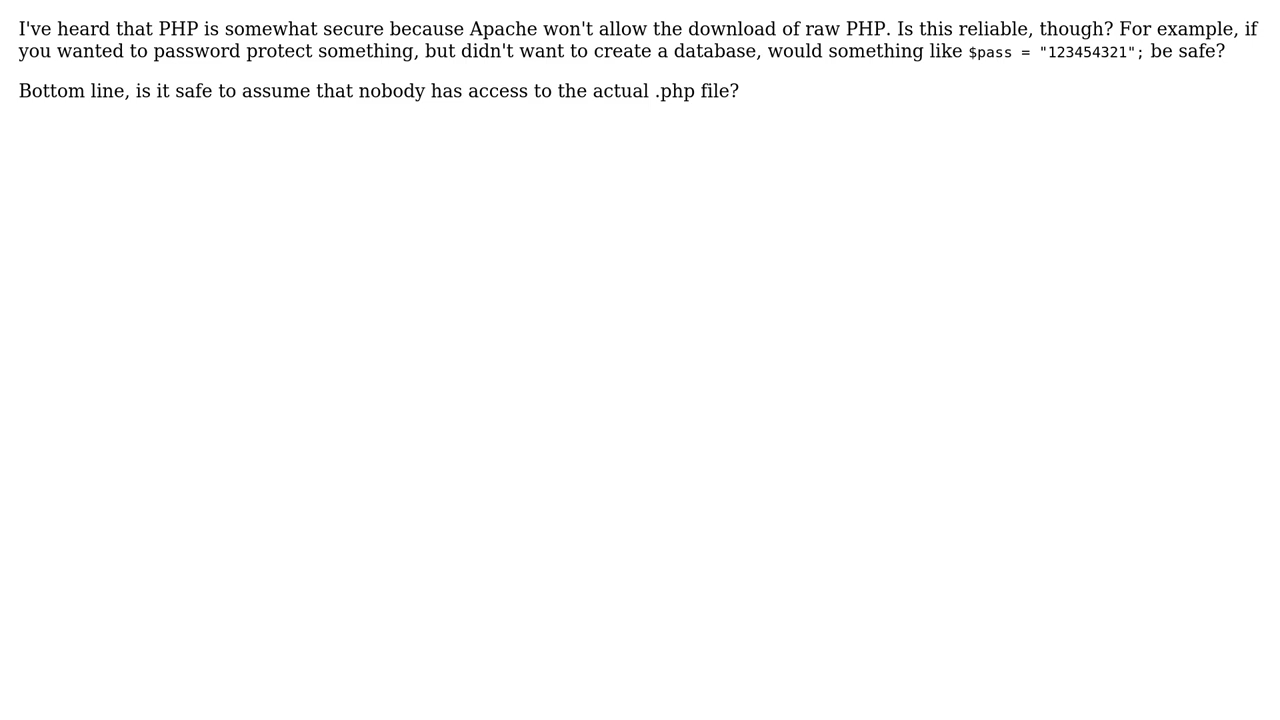 I've heard that PHP is somewhat secure because Apache won't allow the download of raw PHP. Is this reliable, though? For example, if
you wanted to password protect something, but didn't want to create a database, would something like $pass = "123454321"; be safe?
Bottom line, is it safe to assume that nobody has access to the actual .php file?